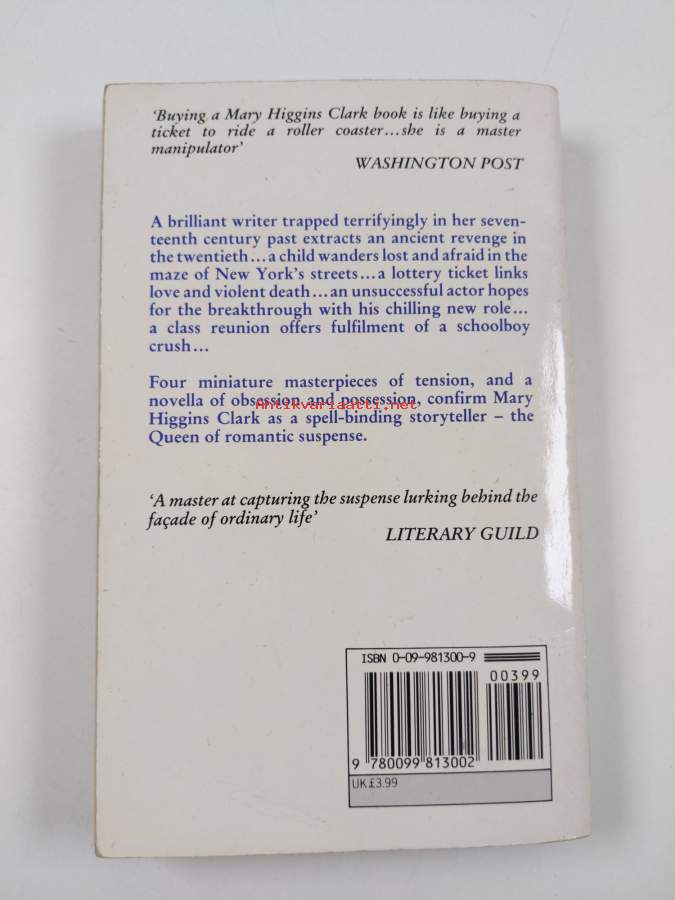 ‘Buying a Mary Higgins Clark book is like buying a
ticket to ride a roller coaster...she is a master
manipulator’
WASHINGTON POST
A brilliant writer trapped terrifyingly in her seven-
teenth century past extracts an ancient revenge in
the twentieth...a child wanders lost and afraid in the
maze of New York's streets...a lottery ticket links
love and violent death...an unsuccessful actor hopes
for the breakthrough with his chilling new role...
a class reunion offers fulfilment of a schoolboy
crush...
Four miniature masterpieces of tension, and a
novella of obsession and possession, confirm Mary
Antikvariaatti.net
Higgins Clark as a spell-binding storyteller – the
Queen of romantic suspense.
‘A master at capturing the suspense lurking behind the
façade of ordinary life’
LITERARY GUILD
ISBN 0-09-981300-9
00399
9 780099 813002
UK £3.99